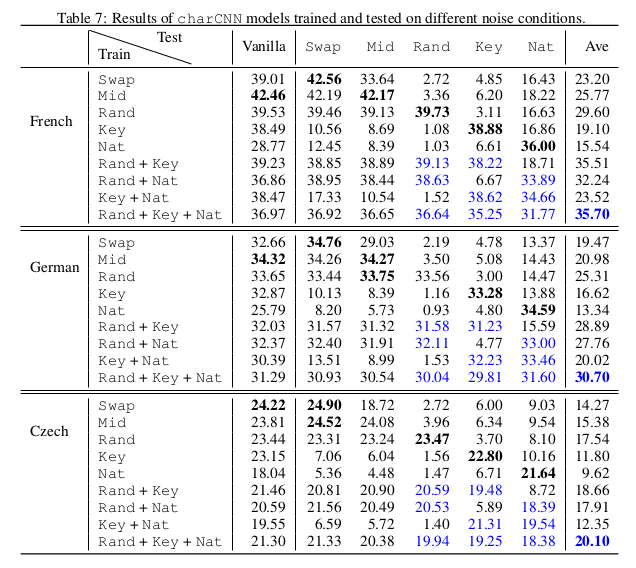 Table 7: Results of charCNN models trained and tested on different noise conditions.
Test
Train
Vanilla Swap Mid Rand Key Nat Ave
French
Swap 39.01 42.56 33.64 2.72 4.85 16.43 23.20
Mid 42.46 42.19 42.17 3.36 6.20 18.22 25.77
Rand 39.53 39.46 39.13 39.73 3.11 16.63 29.60
Key 38.49 10.56 8.69 1.08 38.88 16.86 19.10
Nat 28.77 12.45 8.39 1.03 6.61 36.00 15.54
Rand + Key 39.23 38.85 38.89 39.13 38.22 18.71 35.51
Rand + Nat 36.86 38.95 38.44 38.63 6.67 33.89 32.24
Key + Nat 38.47 17.33 10.54 1.52 38.62 34.66 23.52
Rand + Key + Nat 36.97 36.92 36.65 36.64 35.25 31.77 35.70
German
Swap 32.66 34.76 29.03 2.19 4.78 13.37 19.47
Mid 34.32 34.26 34.27 3.50 5.08 14.43 20.98
Rand 33.65 33.44 33.75 33.56 3.00 14.47 25.31
Key 32.87 10.13 8.39 1.16 33.28 13.88 16.62
Nat 25.79 8.20 5.73 0.93 4.80 34.59 13.34
Rand + Key 32.03 31.57 31.32 31.58 31.23 15.59 28.89
Rand + Nat 32.37 32.40 31.91 32.11 4.77 33.00 27.76
Key + Nat 30.39 13.51 8.99 1.53 32.23 33.46 20.02
Rand + Key + Nat 31.29 30.93 30.54 30.04 29.81 31.60 30.70
Czech
Swap 24.22 24.90 18.72 2.72 6.00 9.03 14.27
Mid 23.81 24.52 24.08 3.96 6.34 9.54 15.38
Rand 23.44 23.31 23.24 23.47 3.70 8.10 17.54
Key 23.15 7.06 6.04 1.56 22.80 10.16 11.80
Nat 18.04 5.36 4.48 1.47 6.71 21.64 9.62
Rand + Key 21.46 20.81 20.90 20.59 19.48 8.72 18.66
Rand + Nat 20.59 21.56 20.49 20.53 5.89 18.39 17.91
Key + Nat 19.55 6.59 5.72 1.40 21.31 19.54 12.35
Rand + Key + Nat 21.30 21.33 20.38 19.94 19.25 18.38 20.10